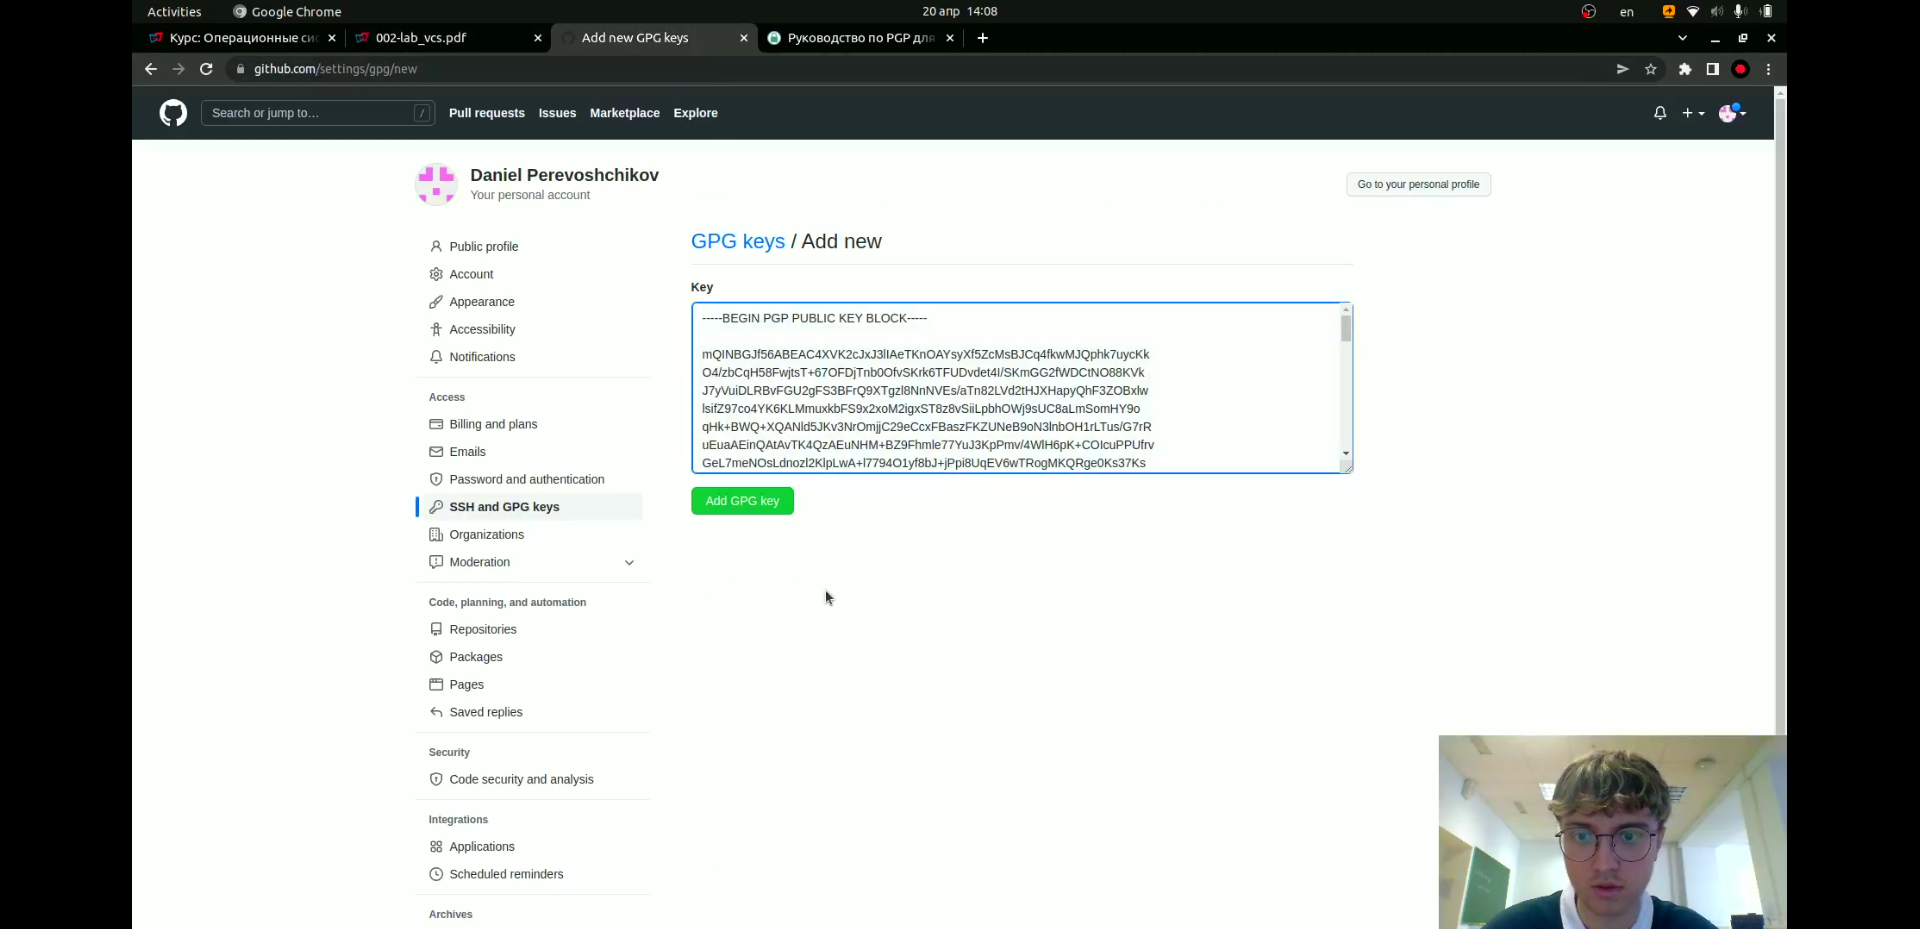 Activities
Google Chrome
20 апр 14:08
en
Курс: Операционные си
002-lab_vcs.pdf
Add new GPG keys
Руководство по PGP для
github.com/settings/gpg/new
Search or jump to…
/
Pull requests
Issues
Marketplace
Explore
Daniel Perevoshchikov
Your personal account
Go to your personal profile
Public profile
Account
Appearance
Accessibility
Notifications
Access
Billing and plans
Emails
Password and authentication
SSH and GPG keys
Organizations
Moderation
Code, planning, and automation
Repositories
Packages
Pages
Saved replies
Security
Code security and analysis
Integrations
Applications
Scheduled reminders
Archives
GPG keys / Add new
Key
-----BEGIN PGP PUBLIC KEY BLOCK-----
mQINBGJf56ABEAC4XVK2cJxJ3lIAeTKnOAYsyXf5ZcMsBJCq4fkwMJQphk7uycKk
O4/zbCqH58FwjtsT+67OFDjTnb0OfvSKrk6TFUDvdet4I/SKmGG2fWDCtNO88KVk
J7yVuiDLRBvFGU2gFS3BFrQ9XTgzl8NnNVEs/aTn82LVd2tHJXHapyQhF3ZOBxlw
lsifZ97co4YK6KLMmuxkbFS9x2xoM2igxST8z8vSiiLpbhOWj9sUC8aLmSomHY9o
qHk+BWQ+XQANld5JKv3NrOmjjC29eCcxFBaszFKZUNeB9oN3lnbOH1rLTus/G7rR
uEuaAEinQAtAvTK4QzAEuNHM+BZ9Fhmle77YuJ3KpPmv/4WlH6pK+COIcuPPUfrv
GeL7meNOsLdnozl2KlpLwA+l7794O1yf8bJ+jPpi8UqEV6wTRogMKQRge0Ks37Ks
Add GPG key